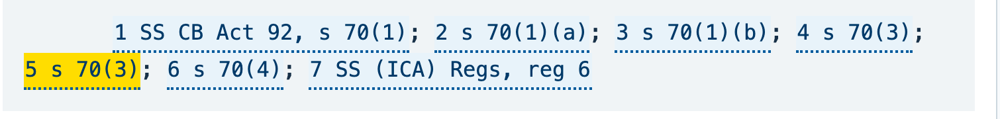 1 SS CB Act 92, s 70(1); 2 s 70(1)(a); 3 s 70(1)(b); 4 s 70(3);
5 s 70(3); 6 s 70(4); 7 SS (ICA) Regs, reg 6